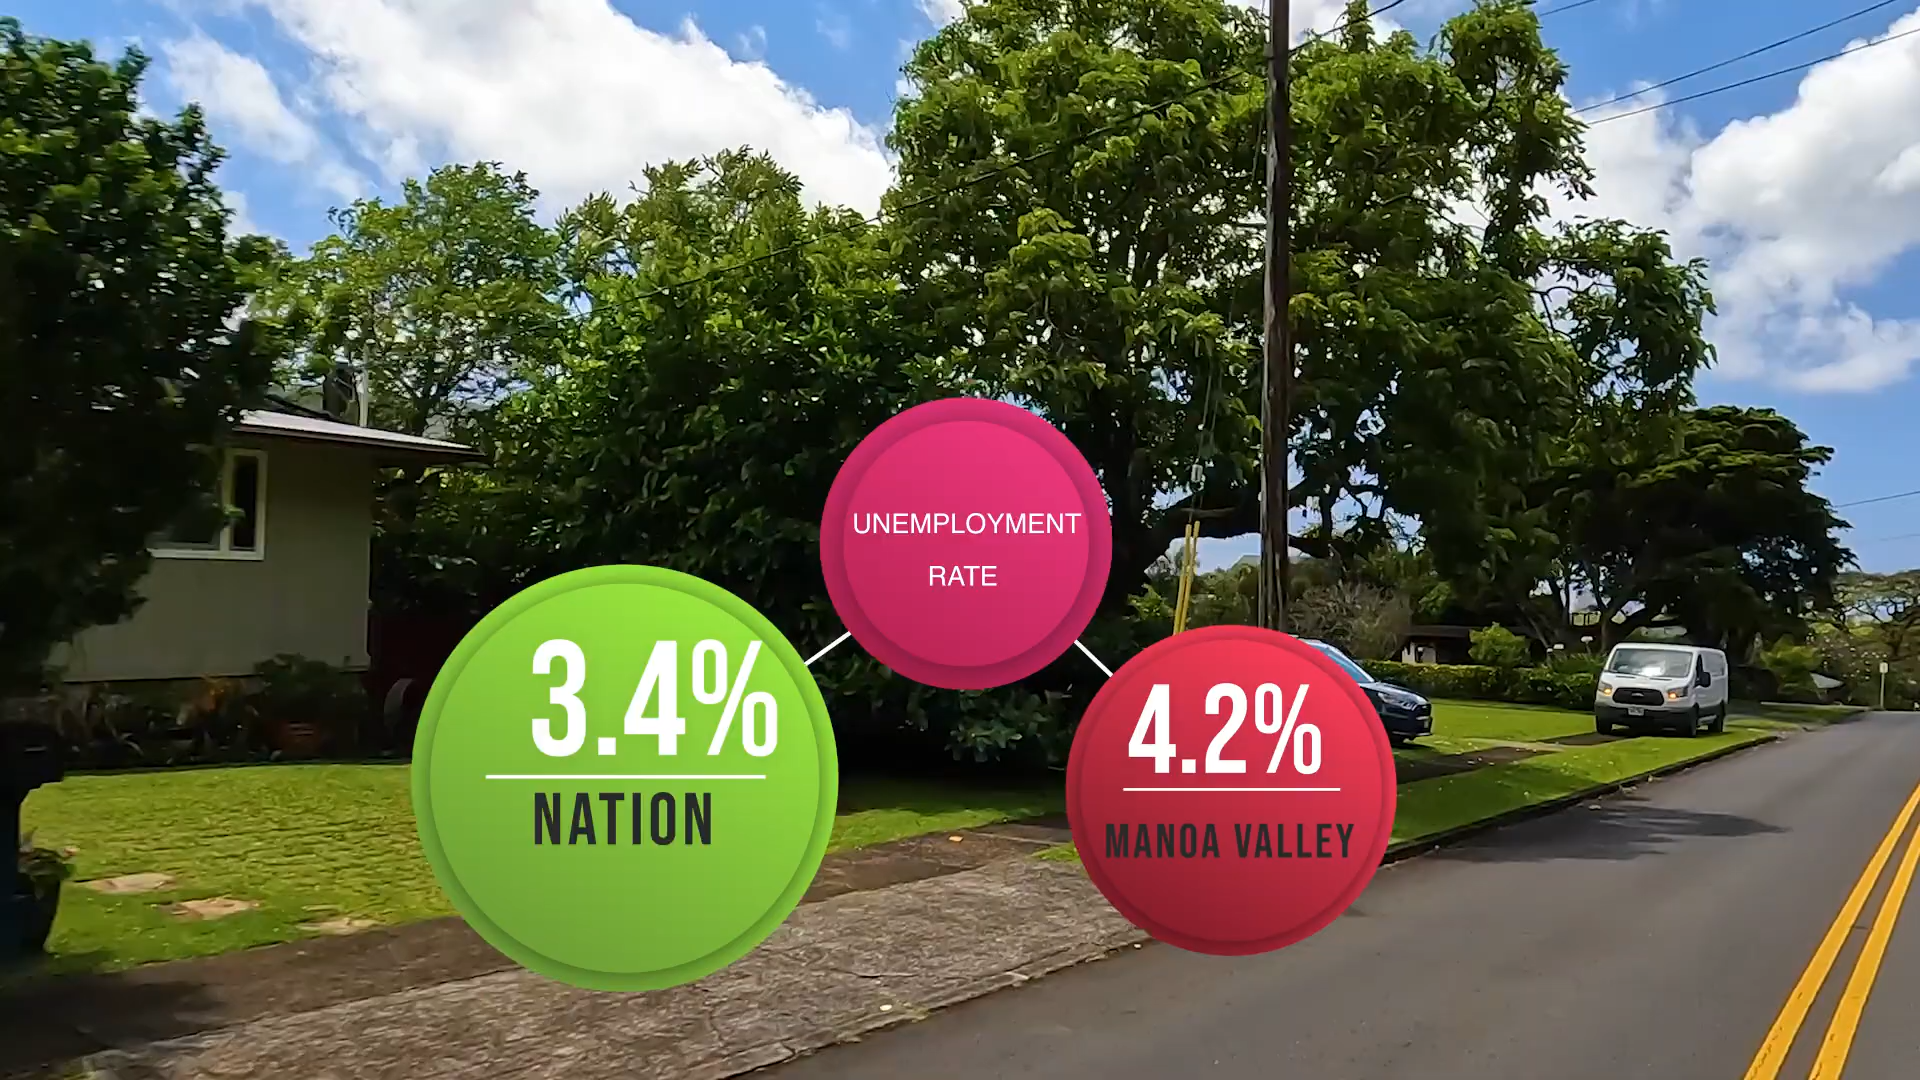 UNEMPLOYMENT
RATE
3.4%
NATION
4.2%
MANOA VALLEY